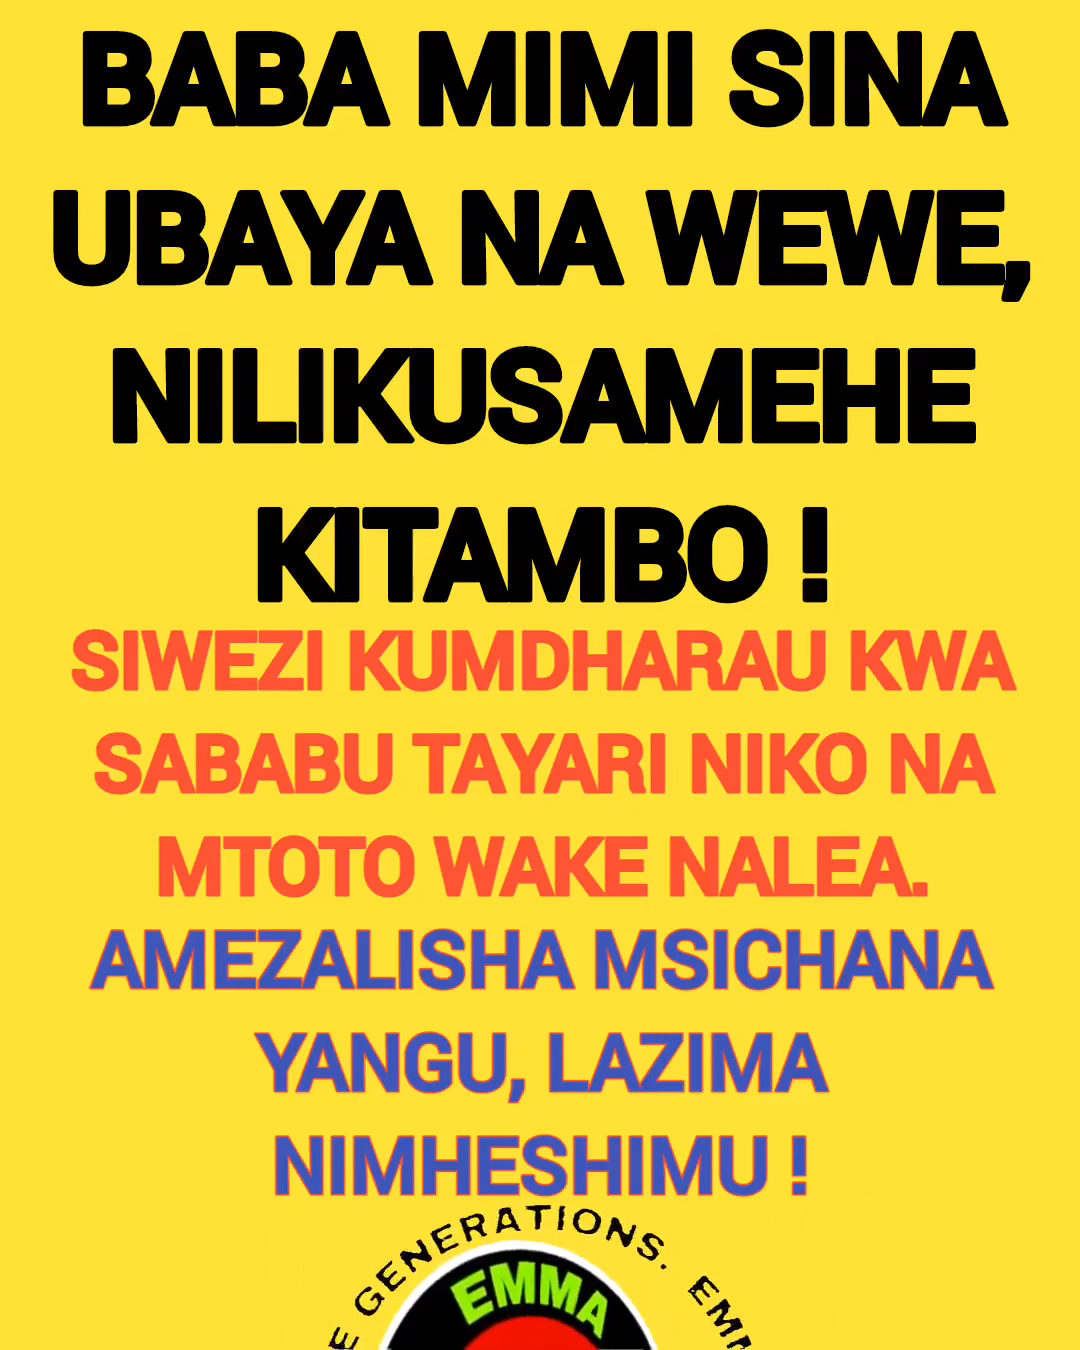 BABA MIMI SINA
UBAYA NA WEWE,
NILIKUSAMEHE
KITAMBO !
SIWEZI KUMDHARAU KWA
SABABU TAYARI NIKO NA
MTOTO WAKE NALEA.
AMEZALISHA MSICHANA
YANGU, LAZIMA
NIMHESHIMU !
GENERATIONS.
EMMA